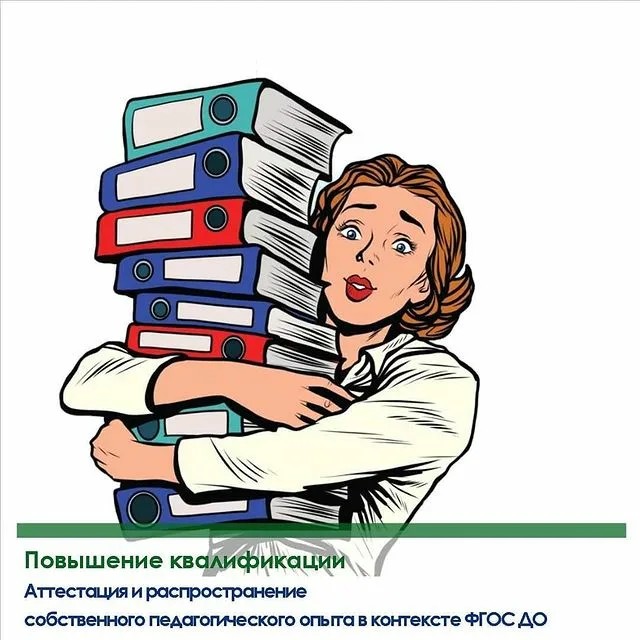 Повышение квалификации
Аттестация и распространение
собственного педагогического опыта в контексте ФГОС ДО